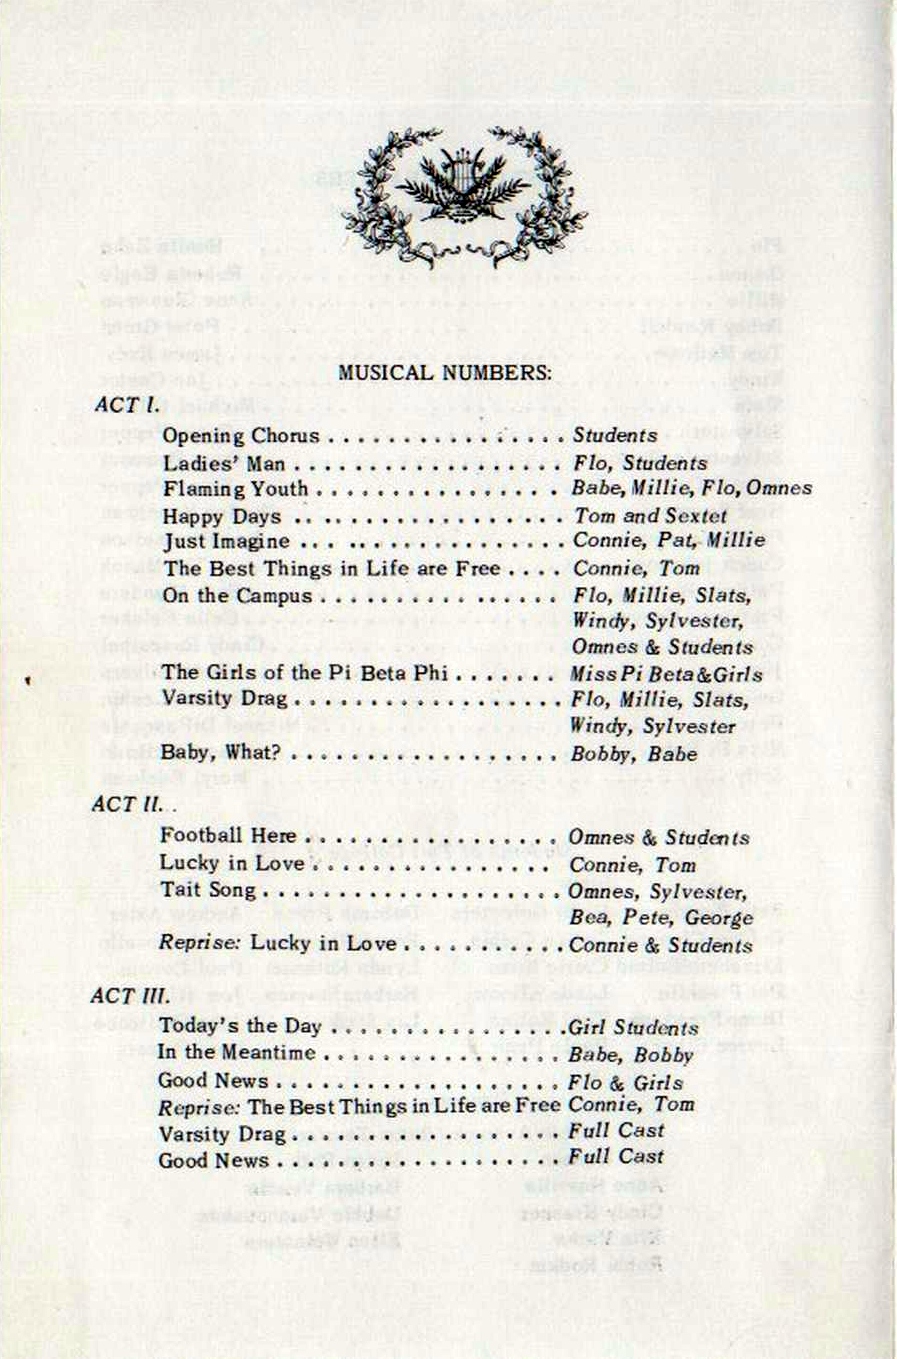 MUSICAL NUMBERS:
ACT I.
Opening Chorus . . . . . . . . . . . . . . . . Students
Ladies' Man . . . . . . . . . . . . . . . . . . Flo, Students
Flaming Youth . . . . . . . . . . . . . . . . Babe, Millie, Flo, Omnes
Happy Days . . . . . . . . . . . . . . . . . . Tom and Sextet
Just Imagine . . . . . . . . . . . . . . . . . Connie, Pat, Millie
The Best Things in Life are Free . . . . Connie, Tom
On the Campus . . . . . . . . . . . . . . . . Flo, Millie, Slats,
Windy, Sylvester,
Omnes & Students
The Girls of the Pi Beta Phi . . . . . . . Miss Pi Beta & Girls
Varsity Drag . . . . . . . . . . . . . . . . . . Flo, Millie, Slats,
Windy, Sylvester
Baby, What? . . . . . . . . . . . . . . . . . . Bobby, Babe
ACT II.
Football Here . . . . . . . . . . . . . . . . . Omnes & Students
Lucky in Love . . . . . . . . . . . . . . . . Connie, Tom
Tait Song . . . . . . . . . . . . . . . . . . . . Omnes, Sylvester,
Bea, Pete, George
Reprise: Lucky in Love . . . . . . . . . . . Connie & Students
ACT III.
Today's the Day . . . . . . . . . . . . . . . . Girl Students
In the Meantime . . . . . . . . . . . . . . . . Babe, Bobby
Good News . . . . . . . . . . . . . . . . . . . Flo & Girls
Reprise: The Best Things in Life are Free Connie, Tom
Varsity Drag . . . . . . . . . . . . . . . . . . Full Cast
Good News . . . . . . . . . . . . . . . . . . . Full Cast